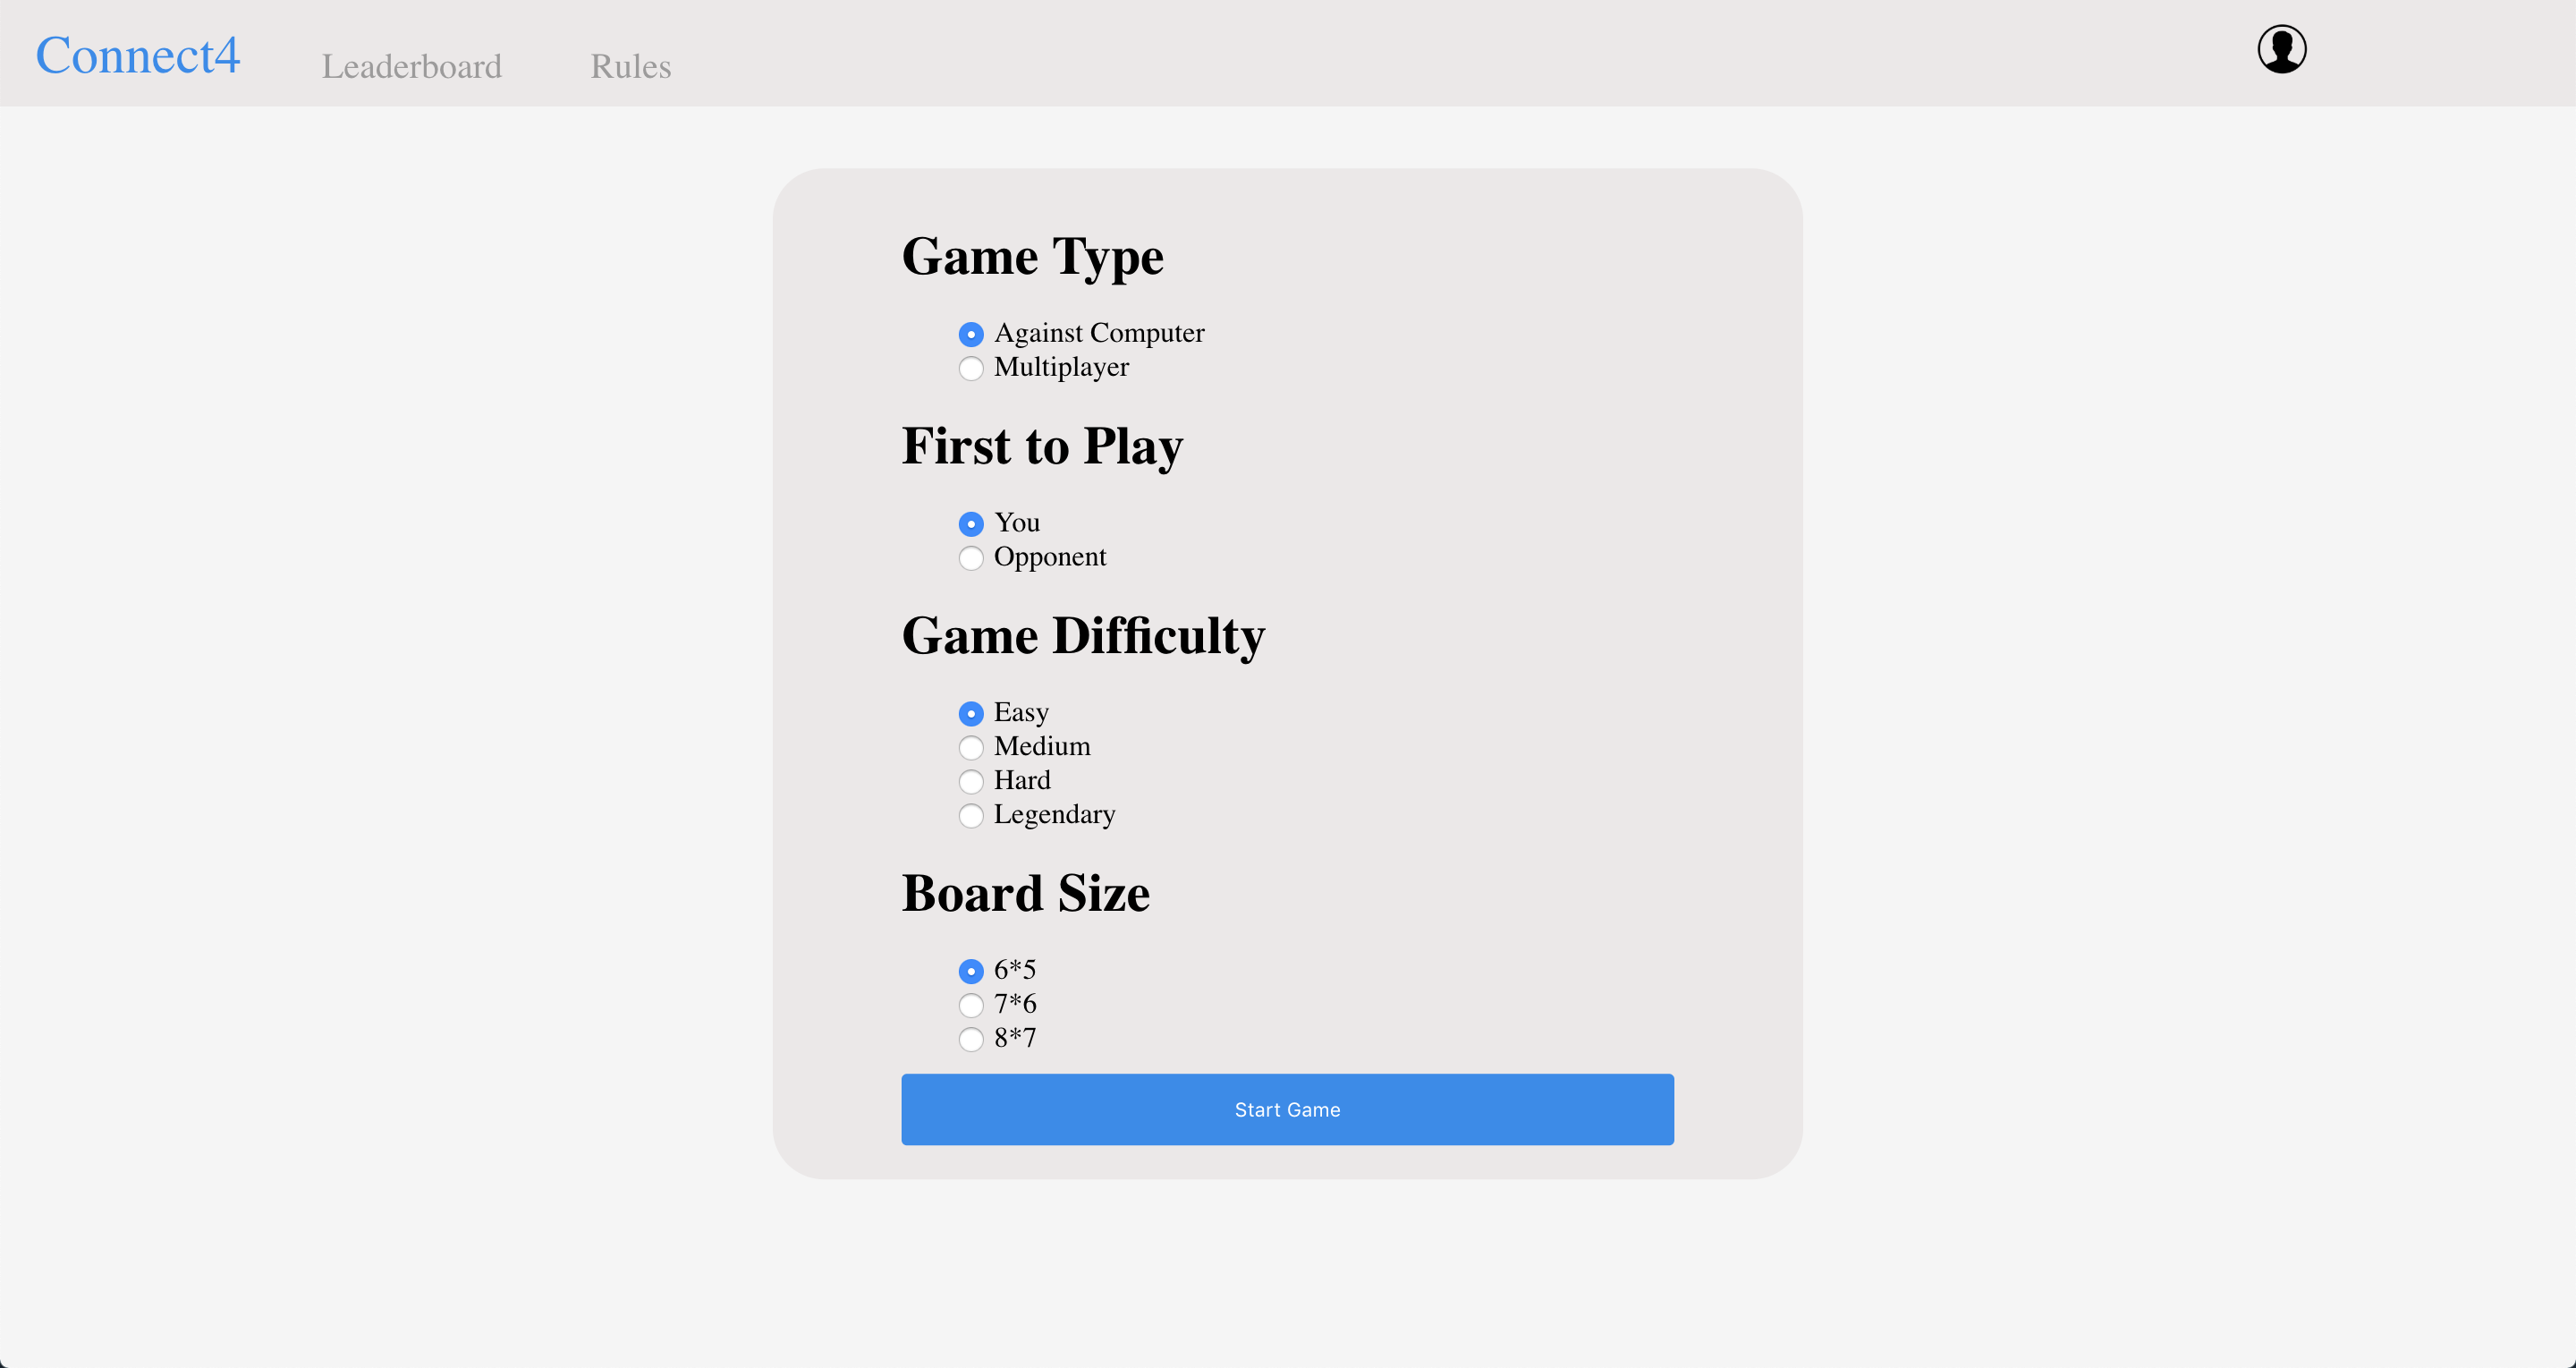 Connect4 Leaderboard Rules
Game Type
Against Computer
Multiplayer
First to Play
You
Opponent
Game Difficulty
Easy
Medium
Hard
Legendary
Board Size
6*5
7*6
8*7
Start Game